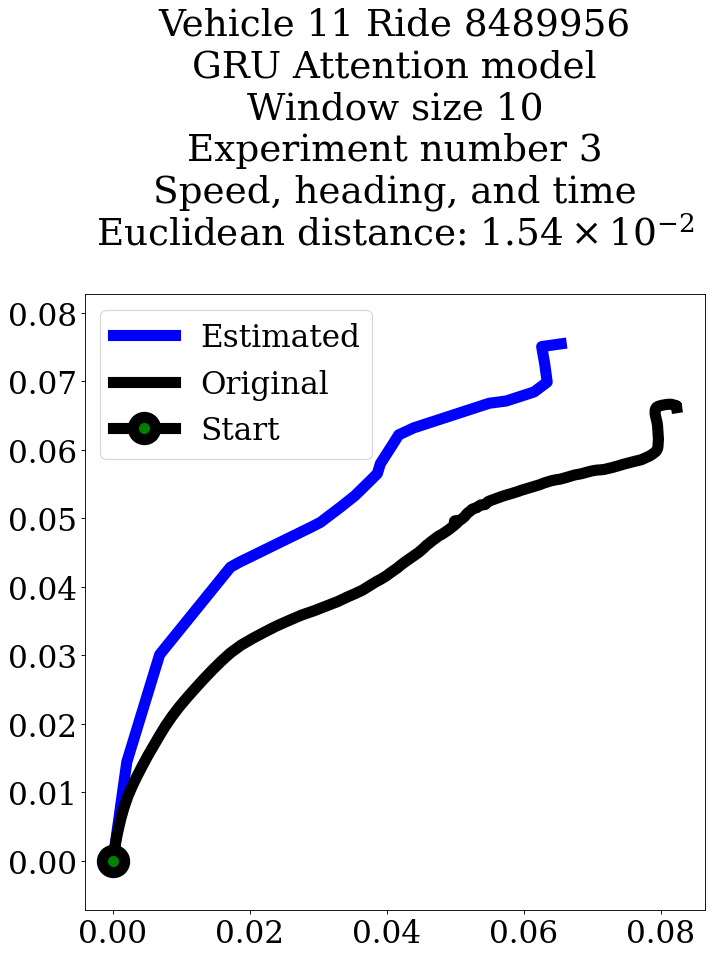 Vehicle 11 Ride 8489956
GRU Attention model
Window size 10
Experiment number 3
Speed, heading, and time
Euclidean distance: 1.54 × 10⁻²
Estimated
Original
Start
0.08
0.07
0.06
0.05
0.04
0.03
0.02
0.01
0.00
0.00 0.02 0.04 0.06 0.08